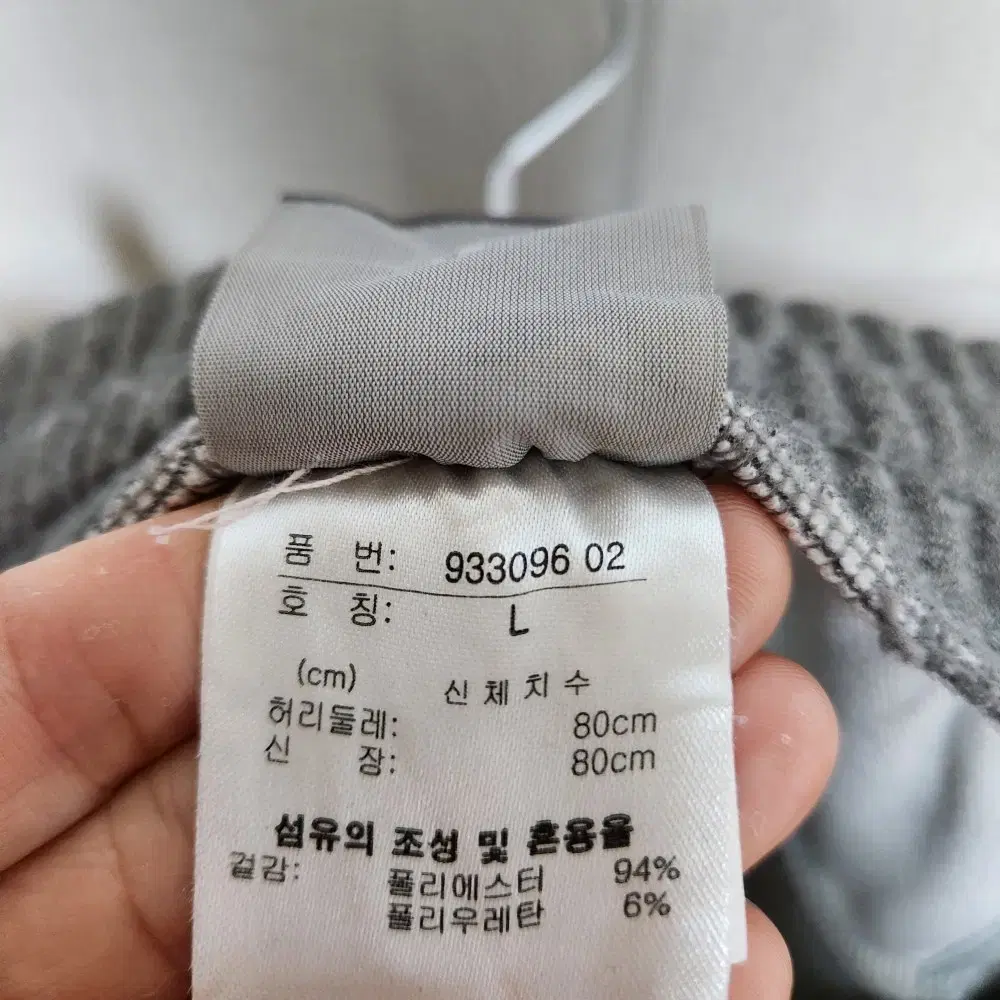 품 번: 933096 02
호 칭: L
(cm) 신체치수
허리둘레: 80cm
신 장: 80cm
섬유의 조성 및 혼용율
겉감: 폴리에스터 94%
폴리우레탄 6%